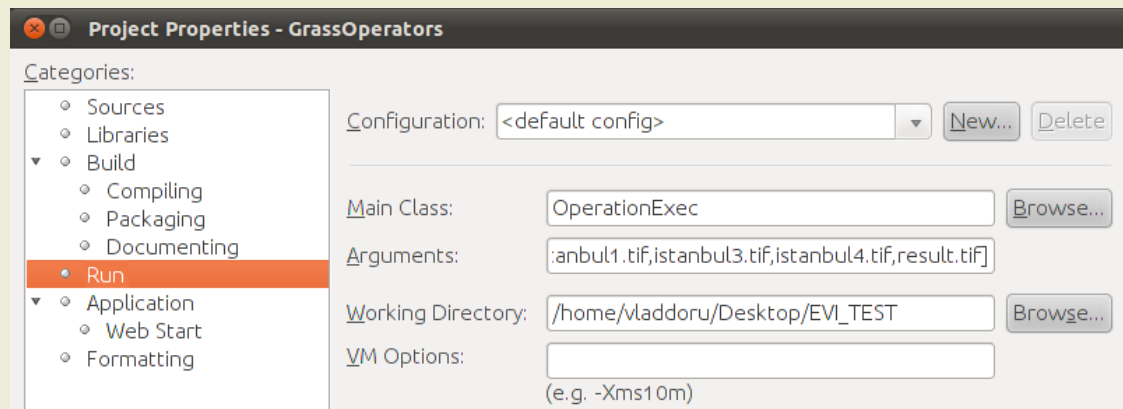 Project Properties - GrassOperators
Categories:
Sources
Libraries
Build
Compiling
Packaging
Documenting
Run
Application
Web Start
Formatting
Configuration: <default config> New... Delete
Main Class: OperationExec Browse...
Arguments: :anbul1.tif,istanbul3.tif,istanbul4.tif,result.tif]
Working Directory: /home/vladdoru/Desktop/EVI_TEST Browse...
VM Options:
(e.g. -Xms10m)